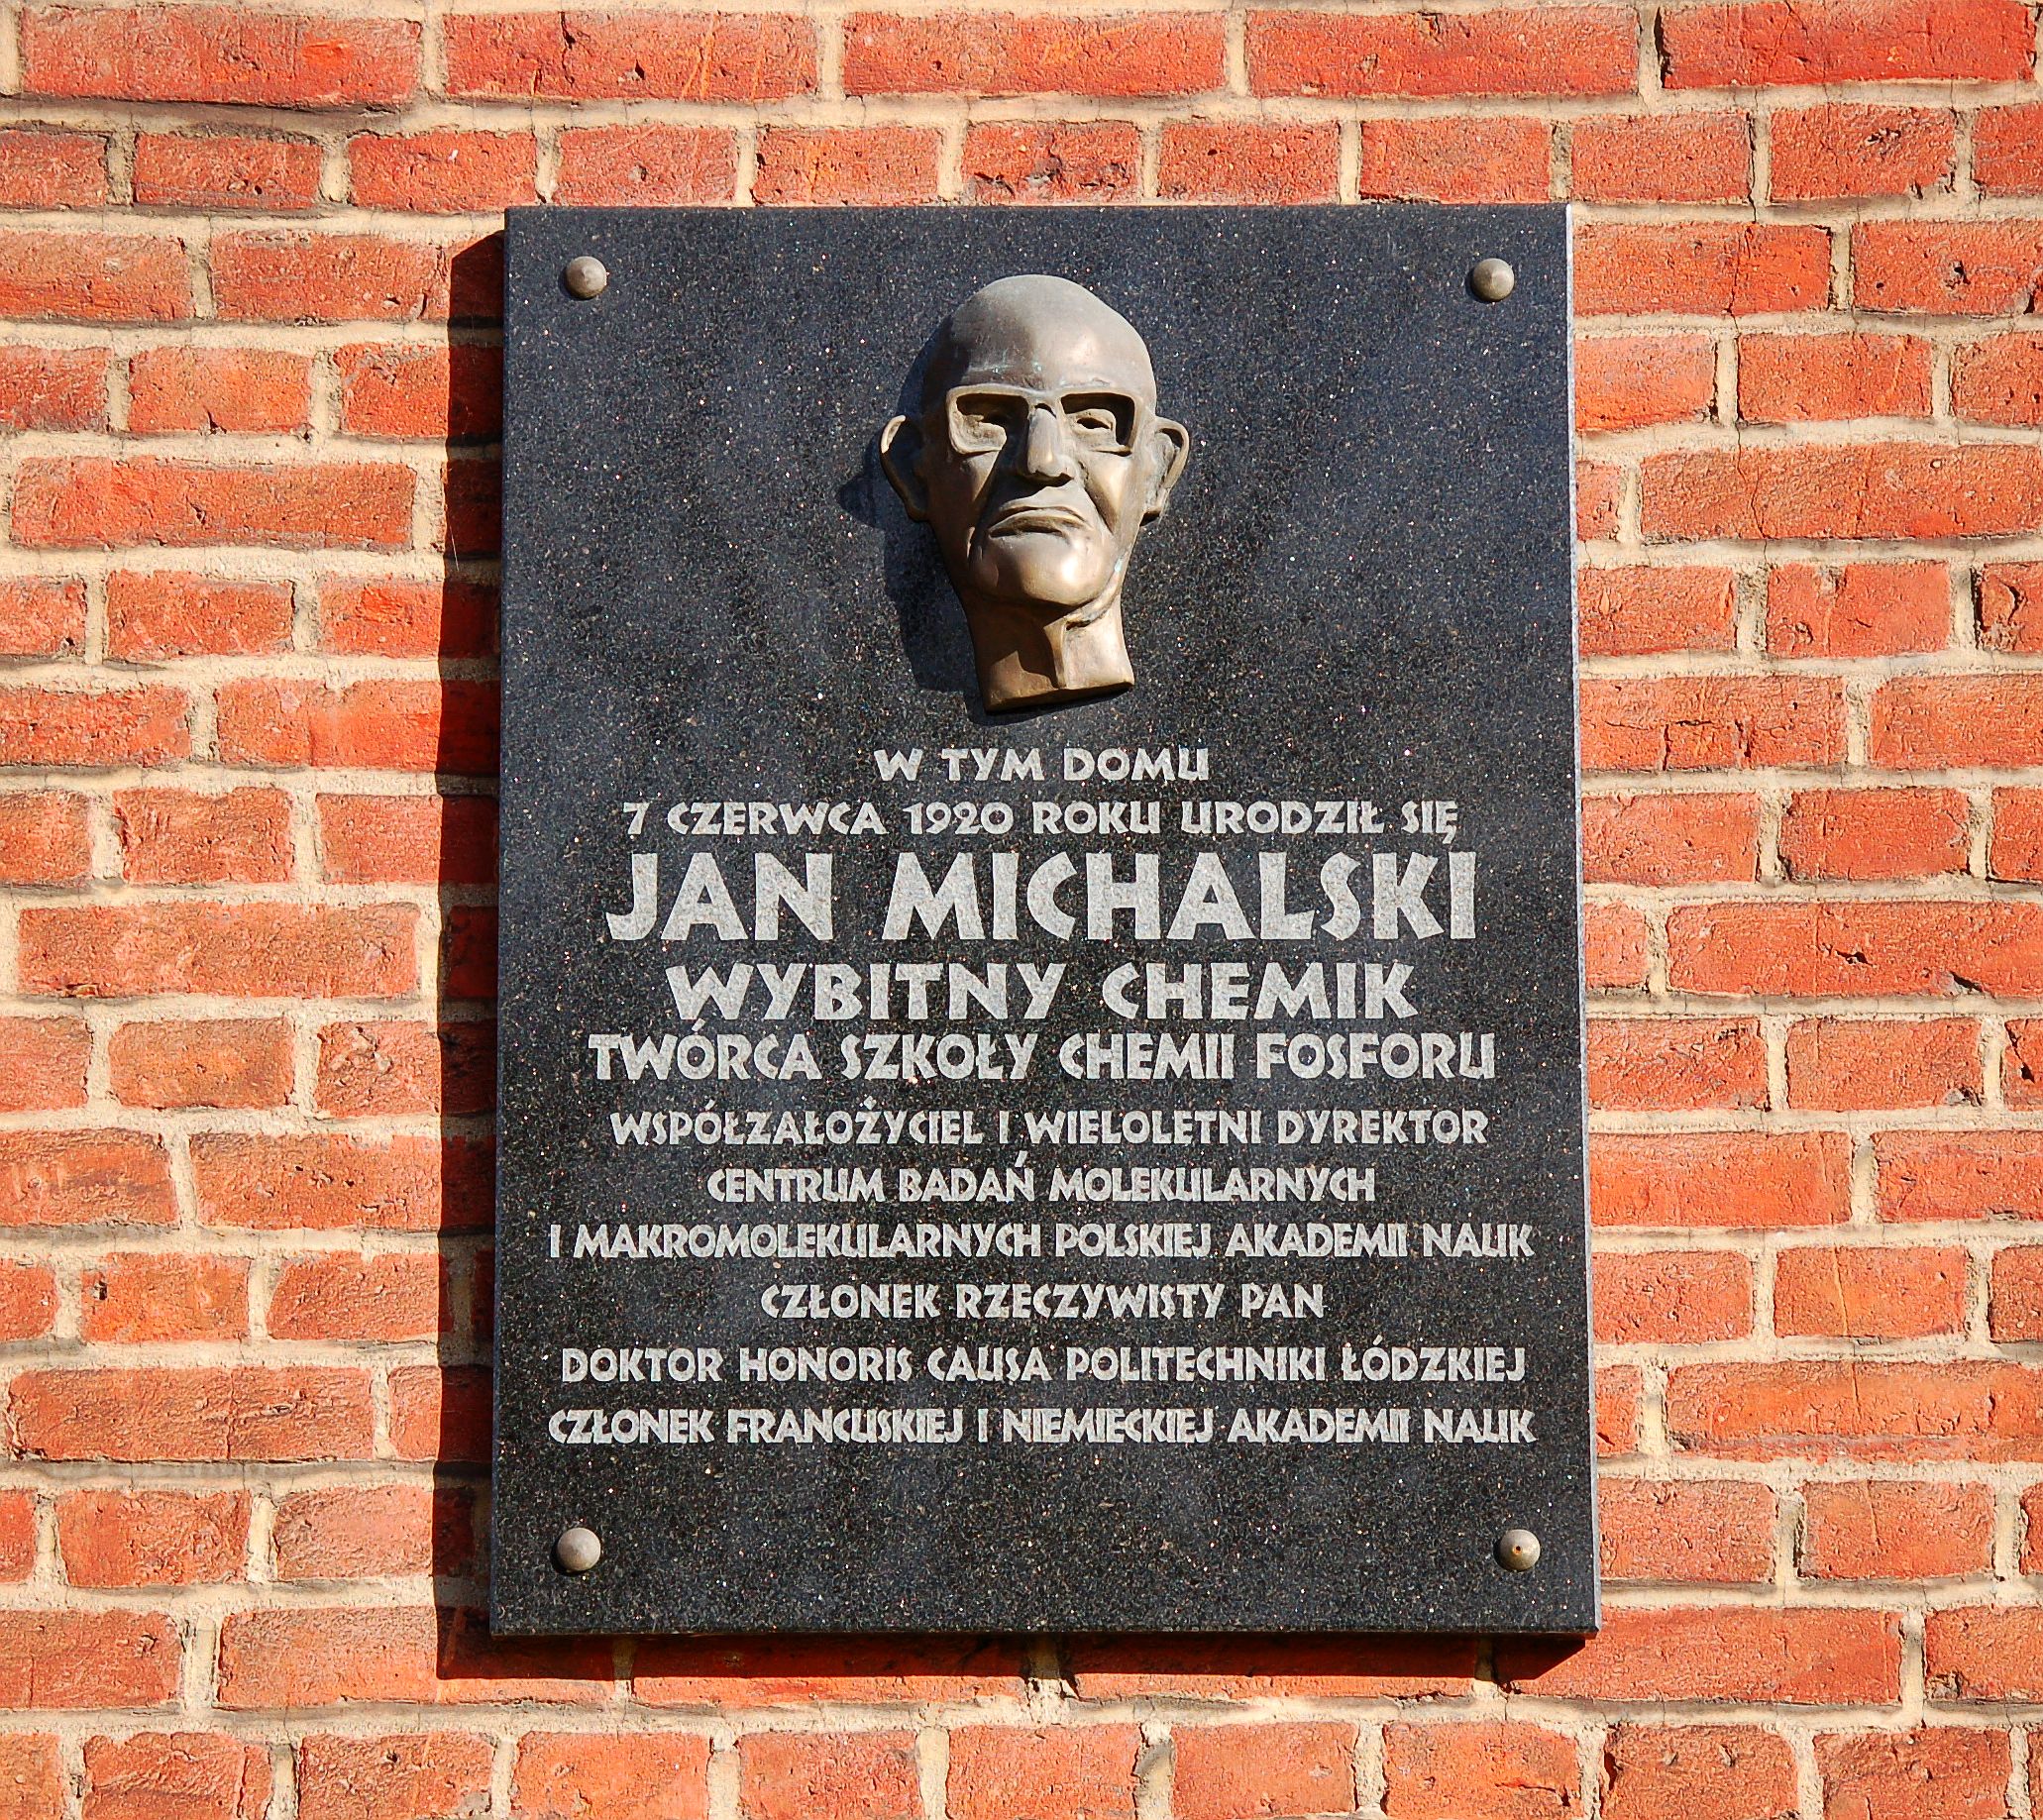 W TYM DOMU
7 CZERWCA 1920 ROKU URODZIŁ SIĘ
JAN MICHALSKI
WYBITNY CHEMIK
TWÓRCA SZKOŁY CHEMII FOSFORU
WSPÓŁZAŁOŻYCIEL I WIELOLETNI DYREKTOR
CENTRUM BADAŃ MOLEKULARNYCH
I MAKROMOLEKULARNYCH POLSKIEJ AKADEMII NAUK
CZŁONEK RZECZYWISTY PAN
DOKTOR HONORIS CAUSA POLITECHNIKI ŁÓDZKIEJ
CZŁONEK FRANCUSKIEJ I NIEMIECKIEJ AKADEMII NAUK